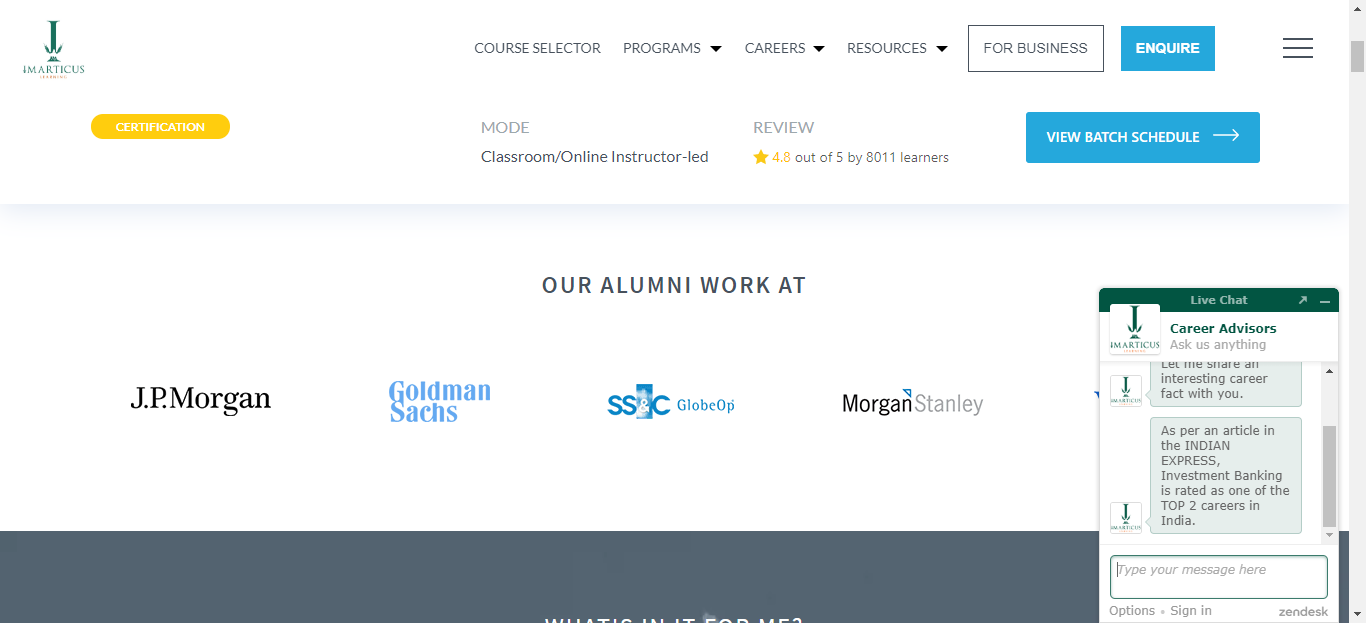 IMARTICUS
LEARNING
COURSE SELECTOR PROGRAMS CAREERS RESOURCES FOR BUSINESS ENQUIRE
CERTIFICATION
MODE
Classroom/Online Instructor-led
REVIEW
4.8 out of 5 by 8011 learners
VIEW BATCH SCHEDULE
OUR ALUMNI WORK AT
J.P.Morgan
Goldman
Sachs
SS&C GlobeOp
Morgan Stanley
WHAT'S IN IT FOR ME?
Live Chat
IMARTICUS
Career Advisors
Ask us anything
Let me share an
interesting career
fact with you.
As per an article in
the INDIAN
EXPRESS,
Investment Banking
is rated as one of the
TOP 2 careers in
India.
Type your message here
Options • Sign in
zendesk